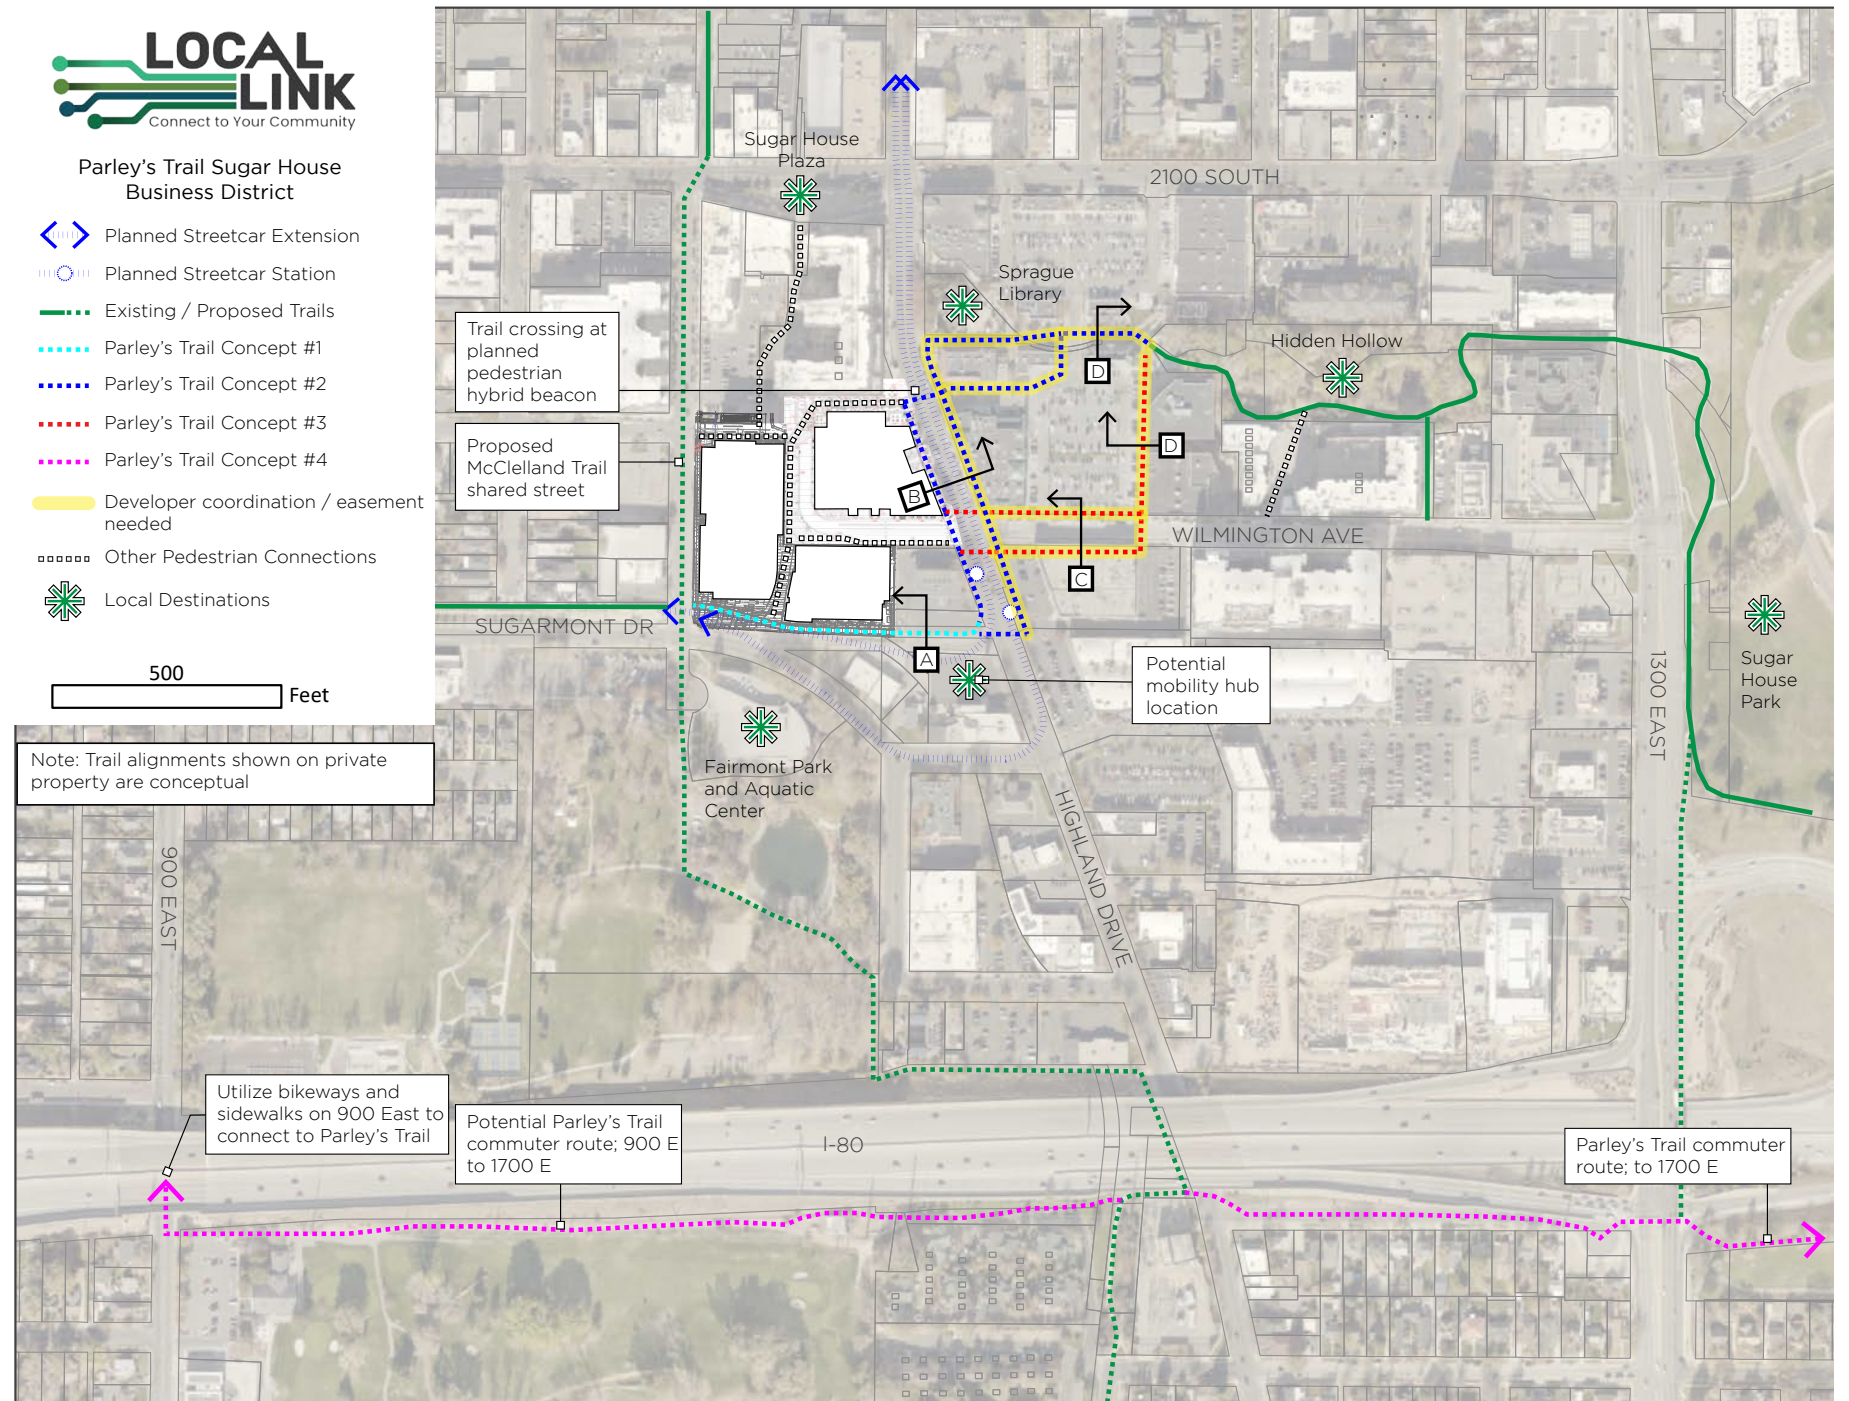 LOCAL
LINK
Connect to Your Community
Parley's Trail Sugar House
Business District
Planned Streetcar Extension
Planned Streetcar Station
Existing / Proposed Trails
Parley's Trail Concept #1
Parley's Trail Concept #2
Parley's Trail Concept #3
Parley's Trail Concept #4
Developer coordination / easement
needed
Other Pedestrian Connections
Local Destinations
500
Feet
Note: Trail alignments shown on private
property are conceptual
Sugar House
Plaza
2100 SOUTH
Sprague
Library
Trail crossing at
planned
pedestrian
hybrid beacon
Hidden Hollow
D
Proposed
McClelland Trail
shared street
D
B
WILMINGTON AVE
C
SUGARMONT DR
A
Potential
mobility hub
location
1300 EAST
Sugar
House
Park
Fairmont Park
and Aquatic
Center
HIGHLAND DRIVE
900 EAST
Utilize bikeways and
sidewalks on 900 East to
connect to Parley's Trail
Potential Parley's Trail
commuter route; 900 E
to 1700 E
I-80
Parley's Trail commuter
route; to 1700 E